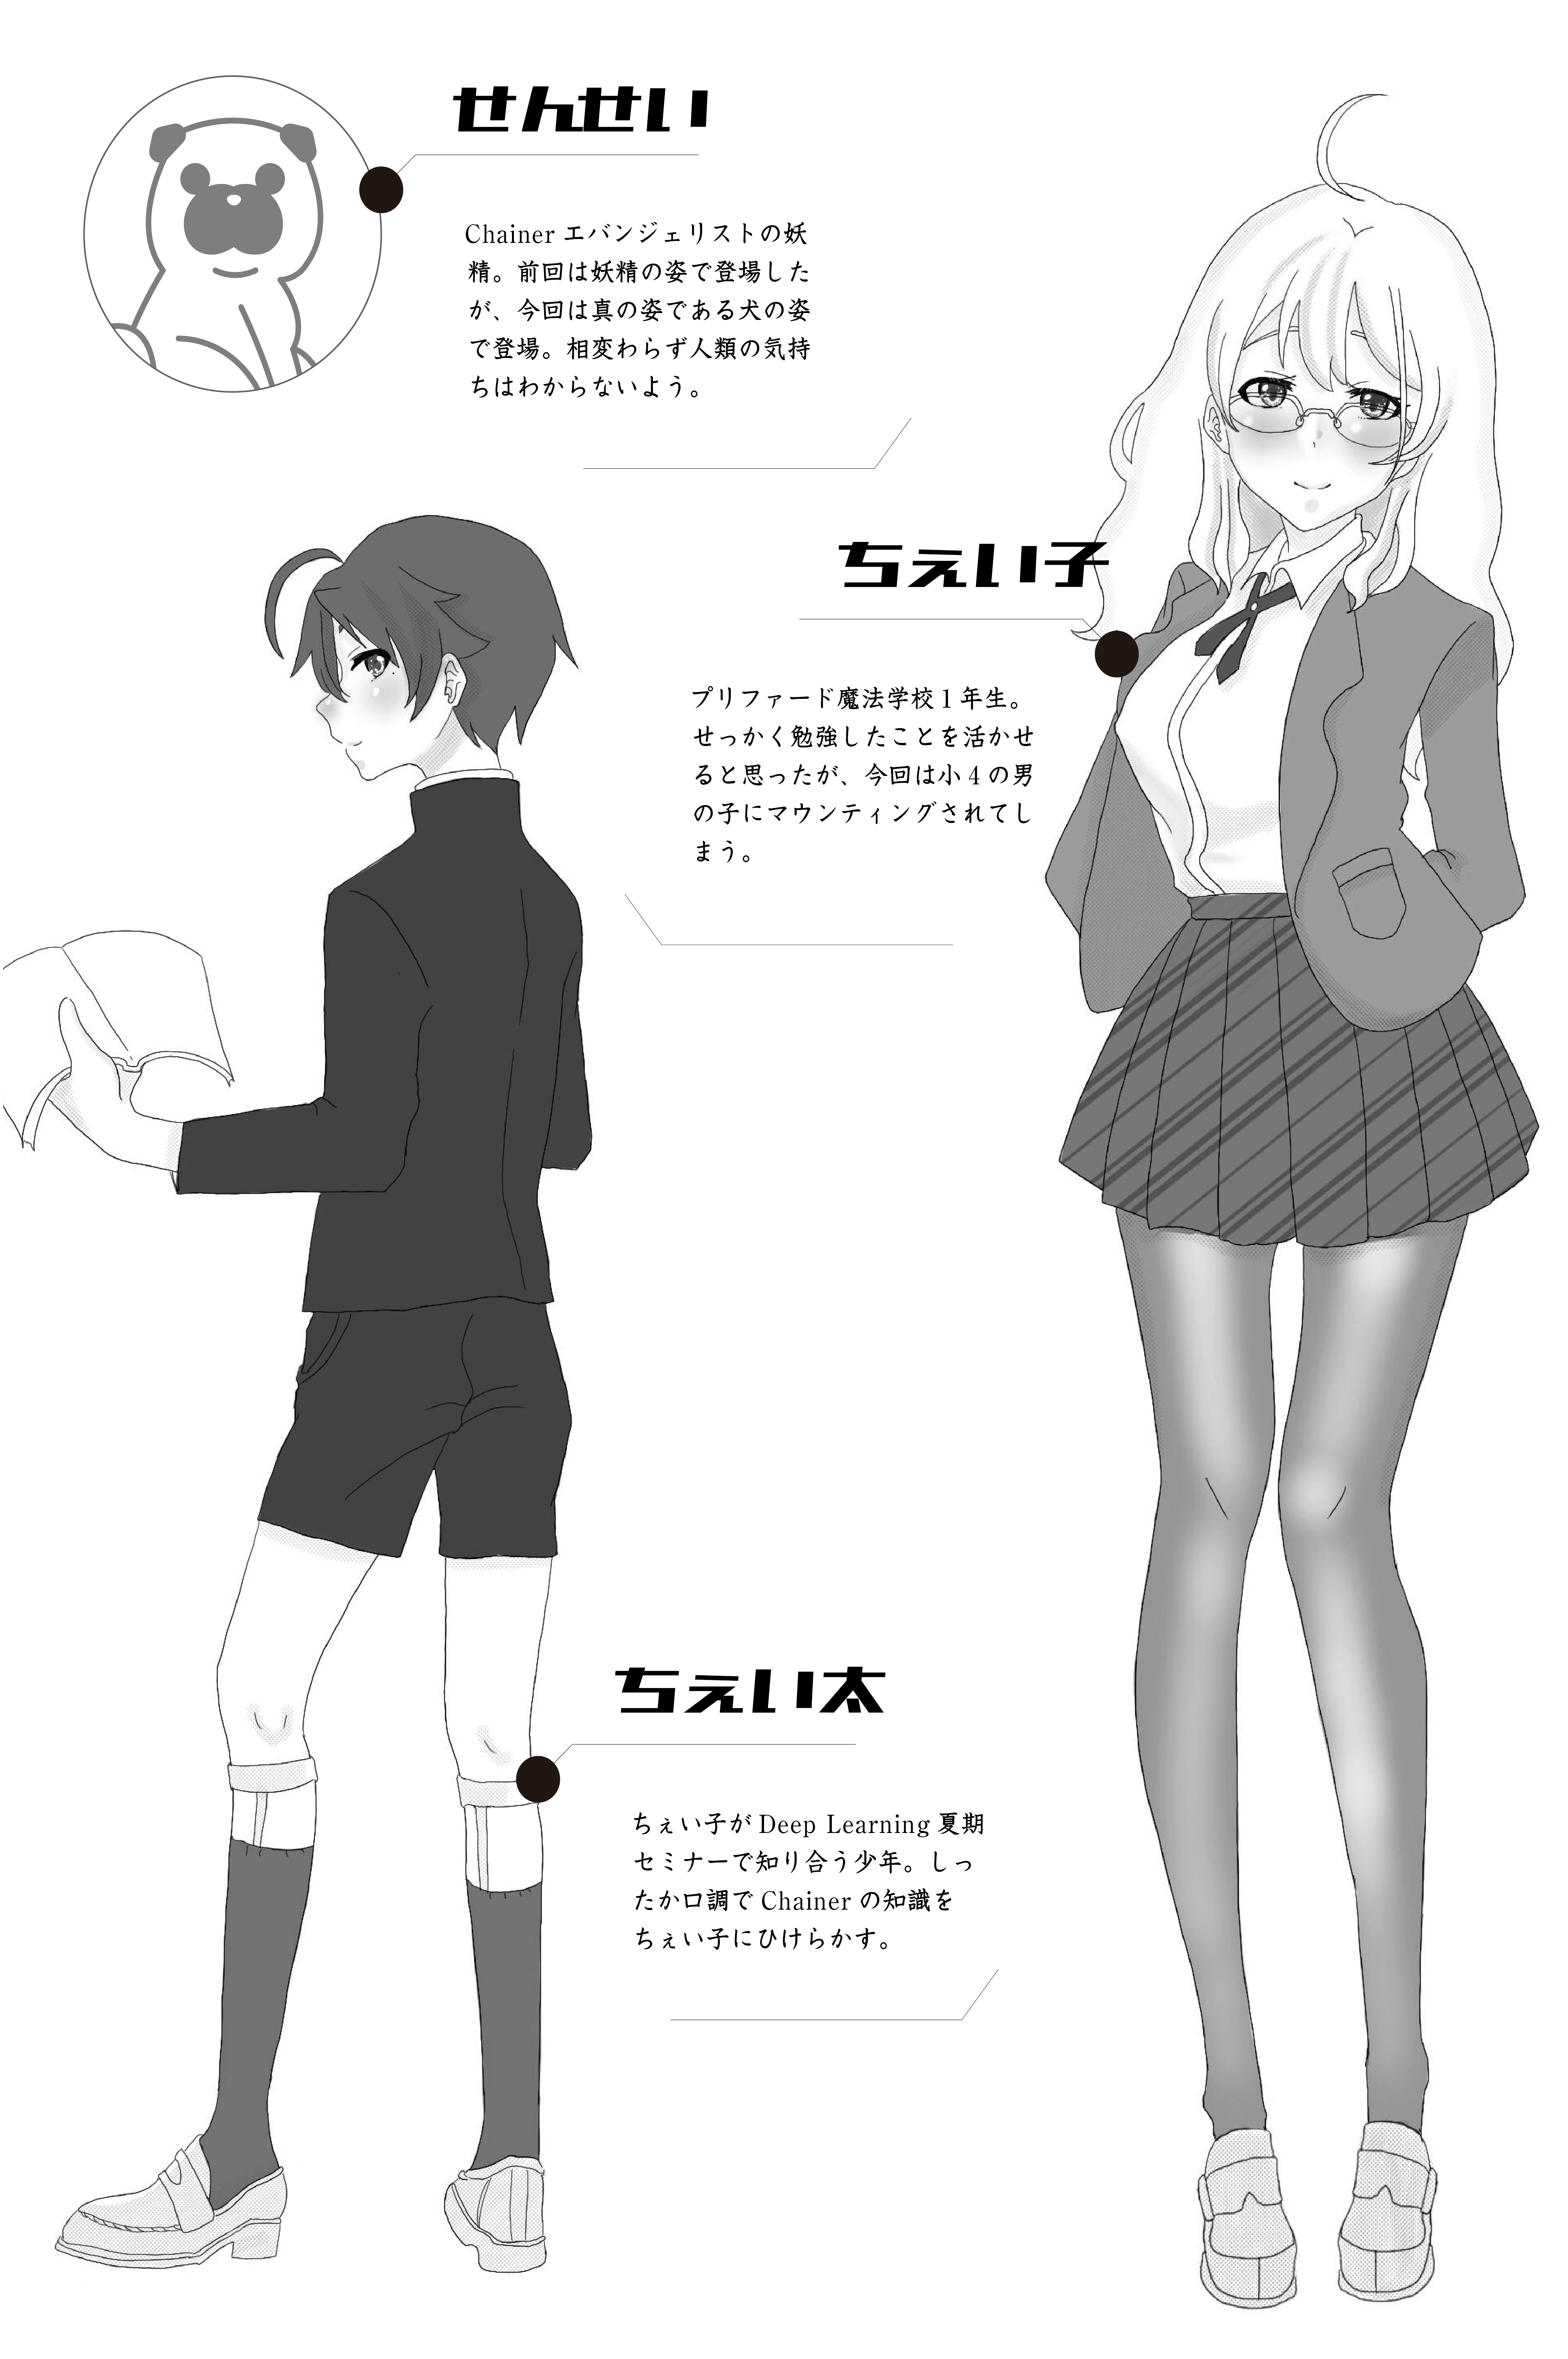 せんせい
Chainer エバンジェリストの妖
精。前回は妖精の姿で登場した
が、今回は真の姿である犬の姿
で登場。相変わらず人類の気持
ちはわからないよう。
ちぇい子
プリファード魔法学校１年生。
せっかく勉強したことを活かせ
ると思ったが、今回は小４の男
の子にマウンティングされてし
まう。
ちぇい太
ちぇい子が Deep Learning 夏期
セミナーで知り合う少年。しっ
たか口調で Chainer の知識を
ちぇい子にひけらかす。